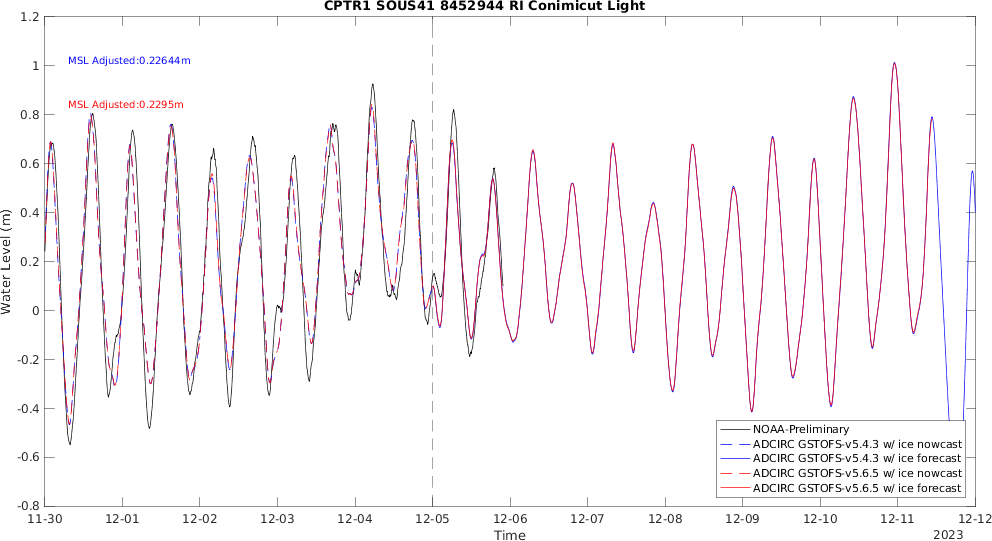 CPTR1 SOUS41 8452944 RI Conimicut Light
1.2
1
0.8
0.6
0.4
0.2
0
-0.2
-0.4
-0.6
-0.8
Water Level (m)
MSL Adjusted:0.22644m
MSL Adjusted:0.2295m
NOAA-Preliminary
ADCIRC GSTOFS-v5.4.3 w/ ice nowcast
ADCIRC GSTOFS-v5.4.3 w/ ice forecast
ADCIRC GSTOFS-v5.6.5 w/ ice nowcast
ADCIRC GSTOFS-v5.6.5 w/ ice forecast
11-30 12-01 12-02 12-03 12-04 12-05 12-06 12-07 12-08 12-09 12-10 12-11 12-12
Time
2023